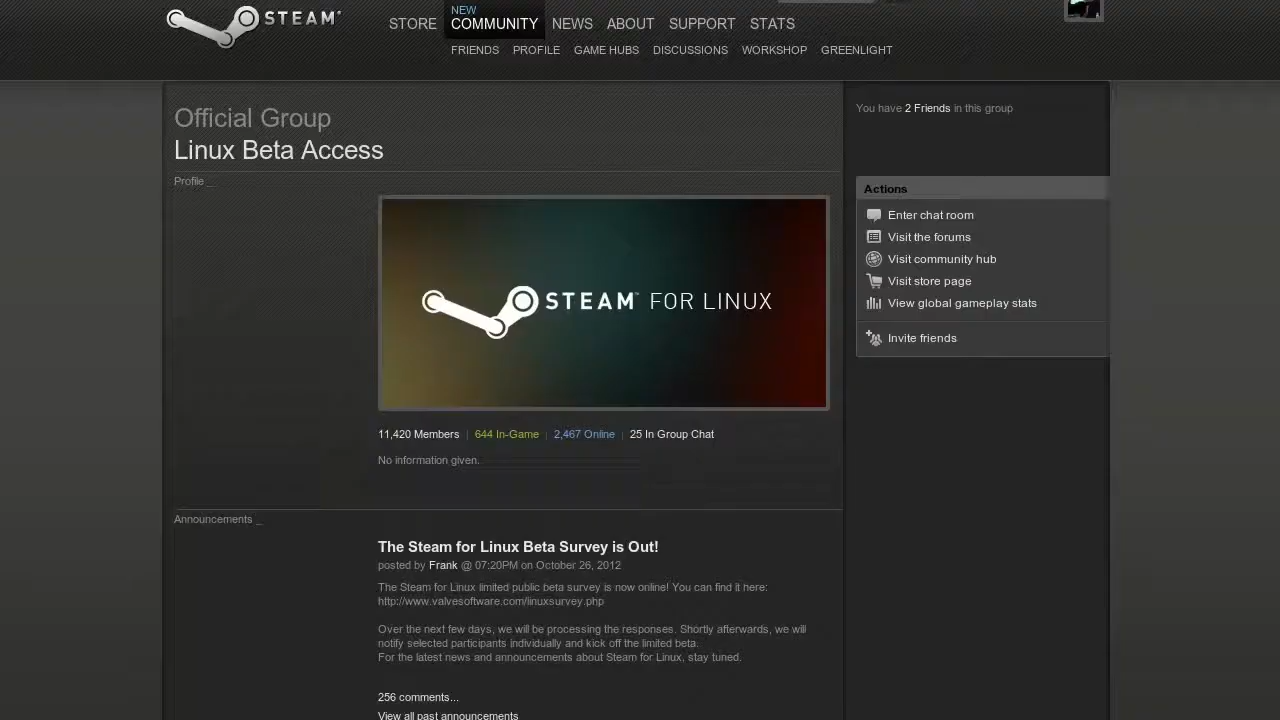 STEAM™
STORE
NEW
COMMUNITY
NEWS
ABOUT
SUPPORT
STATS
FRIENDS
PROFILE
GAME HUBS
DISCUSSIONS
WORKSHOP
GREENLIGHT
Official Group
Linux Beta Access
Profile _
STEAM™ FOR LINUX
11,420 Members | 644 In-Game | 2,467 Online | 25 In Group Chat
No information given.
You have 2 Friends in this group
Actions
Enter chat room
Visit the forums
Visit community hub
Visit store page
View global gameplay stats
Invite friends
Announcements _
The Steam for Linux Beta Survey is Out!
posted by Frank @ 07:20PM on October 26, 2012
The Steam for Linux limited public beta survey is now online! You can find it here:
http://www.valvesoftware.com/linuxsurvey.php
Over the next few days, we will be processing the responses. Shortly afterwards, we will
notify selected participants individually and kick off the limited beta.
For the latest news and announcements about Steam for Linux, stay tuned.
256 comments...
View all past announcements